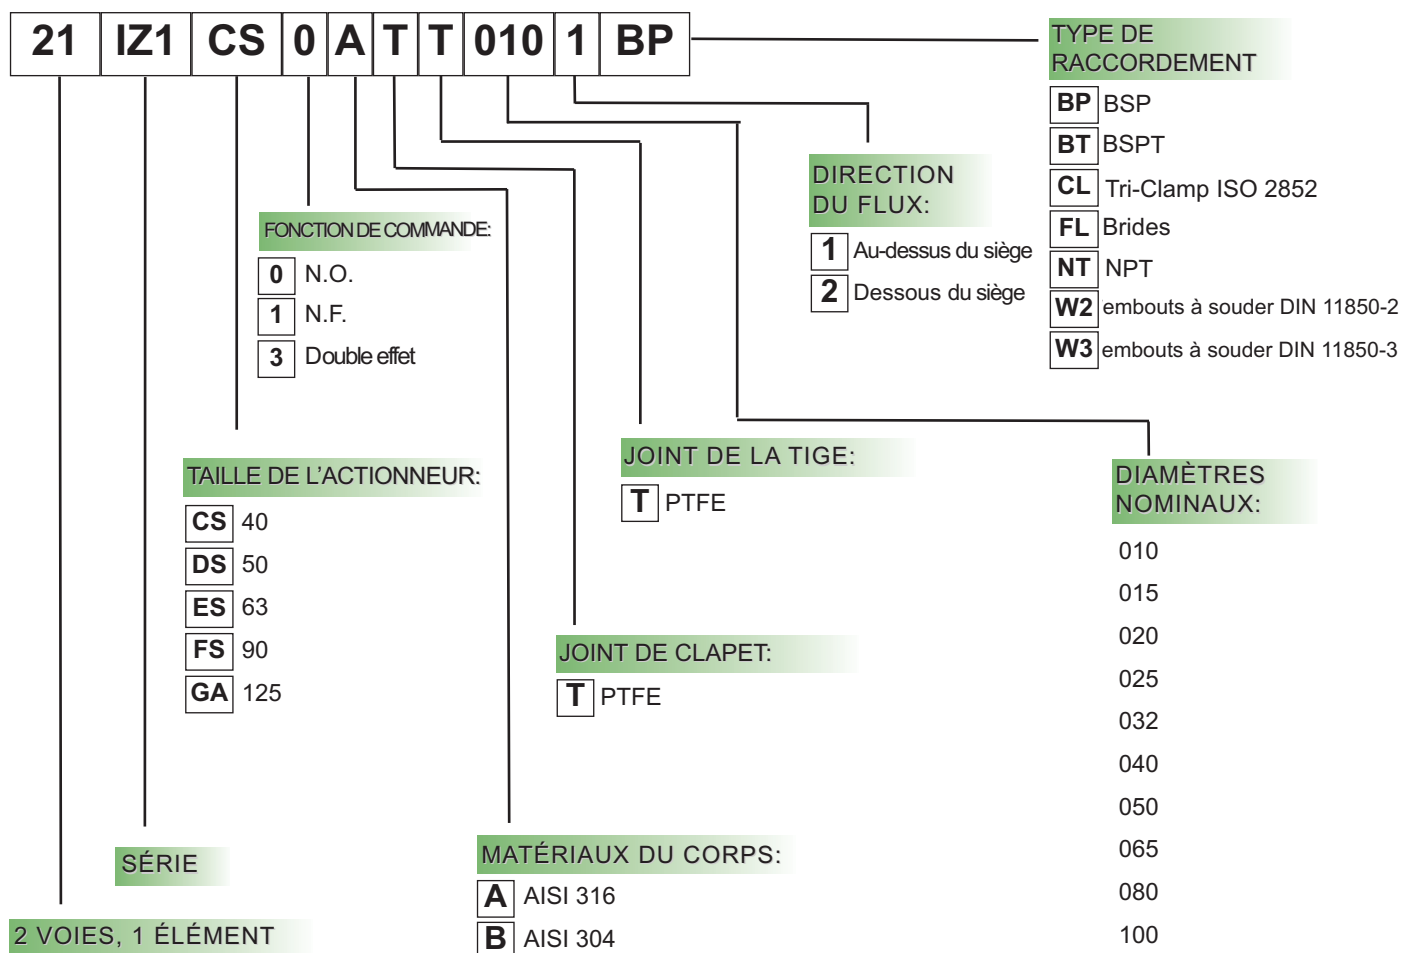 21 IZ1 CS 0 A T T 010 1 BP
TYPE DE
RACCORDEMENT
BP BSP
BT BSPT
CL Tri-Clamp ISO 2852
FL Brides
NT NPT
W2 embouts à souder DIN 11850-2
W3 embouts à souder DIN 11850-3
DIRECTION
DU FLUX:
1 Au-dessus du siège
2 Dessous du siège
FONCTION DE COMMANDE:
0 N.O.
1 N.F.
3 Double effet
TAILLE DE L'ACTIONNEUR:
CS 40
DS 50
ES 63
FS 90
GA 125
JOINT DE LA TIGE:
T PTFE
DIAMÈTRES
NOMINAUX:
010
015
020
025
032
040
050
065
080
100
JOINT DE CLAPET:
T PTFE
SÉRIE
MATÉRIAUX DU CORPS:
A AISI 316
B AISI 304
2 VOIES, 1 ÉLÉMENT